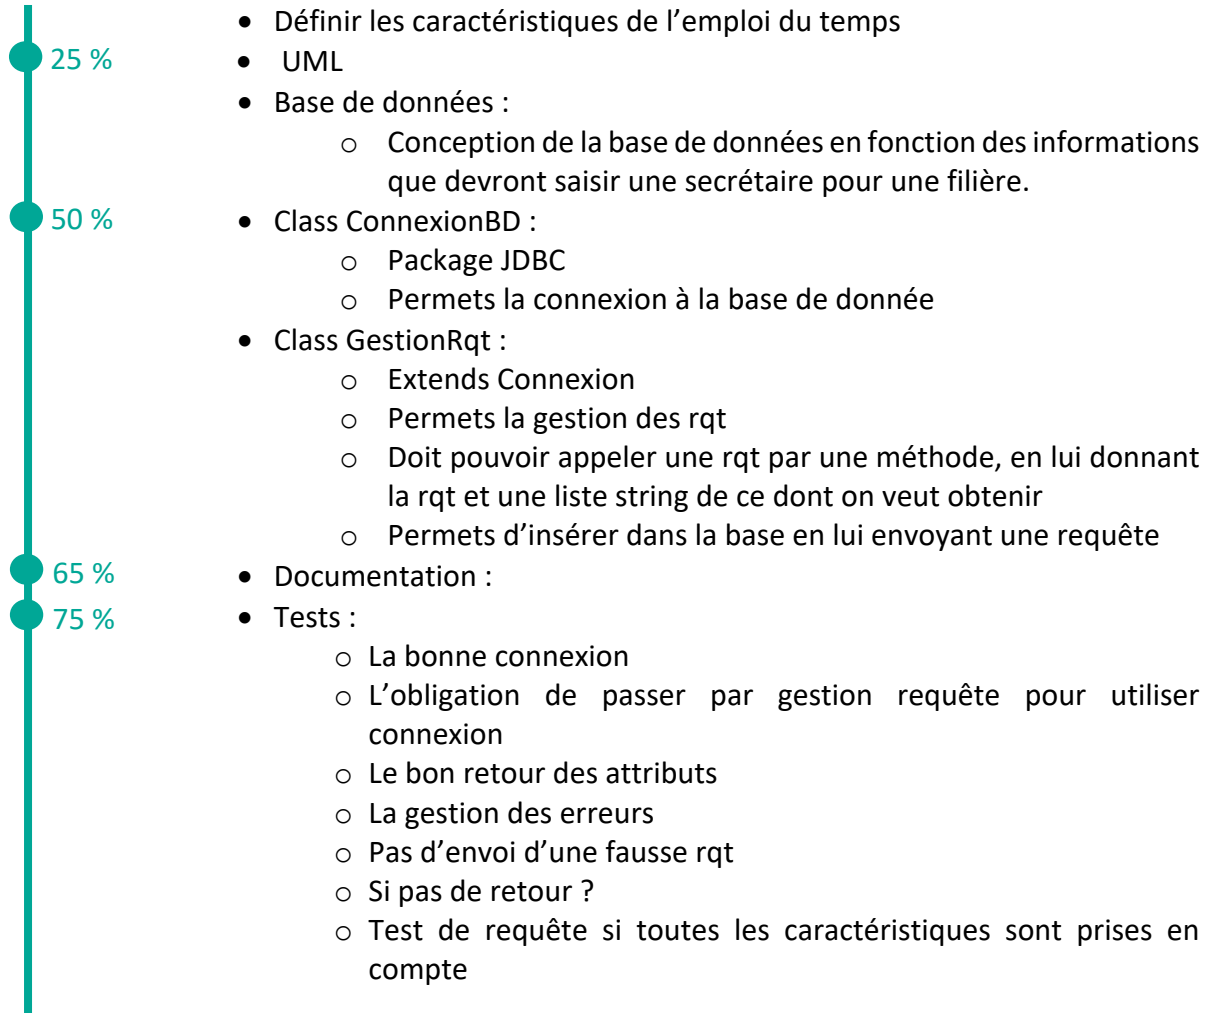 • Définir les caractéristiques de l’emploi du temps
25 %
• UML
• Base de données :
o Conception de la base de données en fonction des informations
que devront saisir une secrétaire pour une filière.
50 %
• Class ConnexionBD :
o Package JDBC
o Permets la connexion à la base de donnée
• Class GestionRqt :
o Extends Connexion
o Permets la gestion des rqt
o Doit pouvoir appeler une rqt par une méthode, en lui donnant
la rqt et une liste string de ce dont on veut obtenir
o Permets d’insérer dans la base en lui envoyant une requête
65 %
• Documentation :
75 %
• Tests :
o La bonne connexion
o L’obligation de passer par gestion requête pour utiliser
connexion
o Le bon retour des attributs
o La gestion des erreurs
o Pas d’envoi d’une fausse rqt
o Si pas de retour ?
o Test de requête si toutes les caractéristiques sont prises en
compte